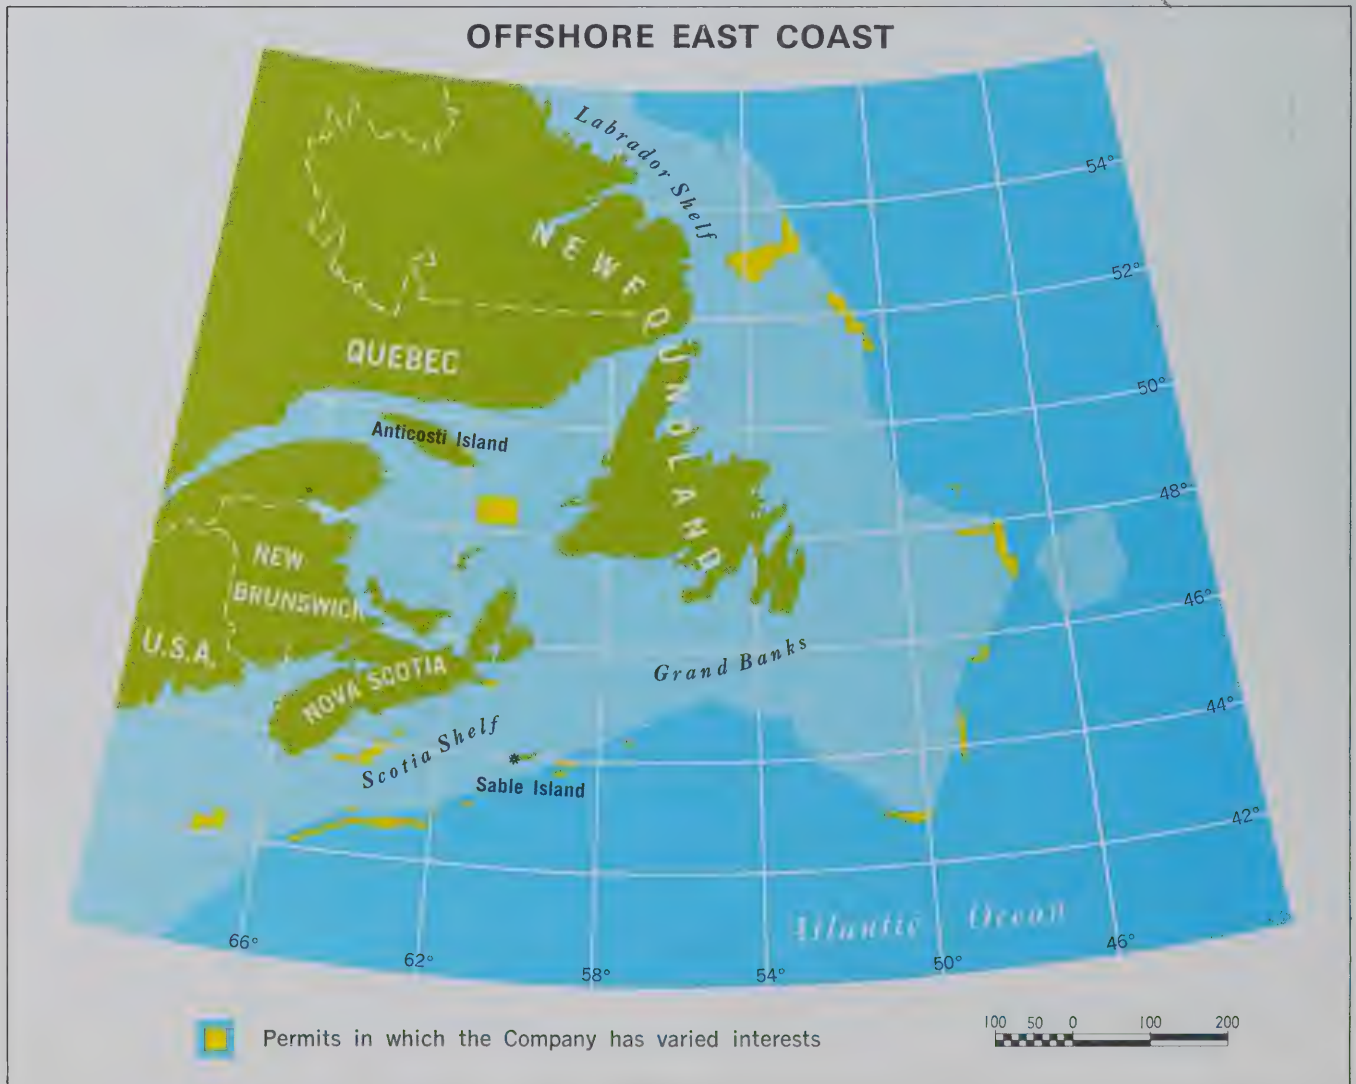 OFFSHORE EAST COAST
Labrador Shelf
54°
NEWFOUNDLAND
52°
QUEBEC
50°
Anticosti Island
48°
NEW
BRUNSWICK
46°
U.S.A.
Grand Banks
NOVA SCOTIA
44°
Scotia Shelf
Sable Island
42°
Atlantic Ocean
66°
62°
58°
54°
50°
46°
Permits in which the Company has varied interests
100 50 0 100 200